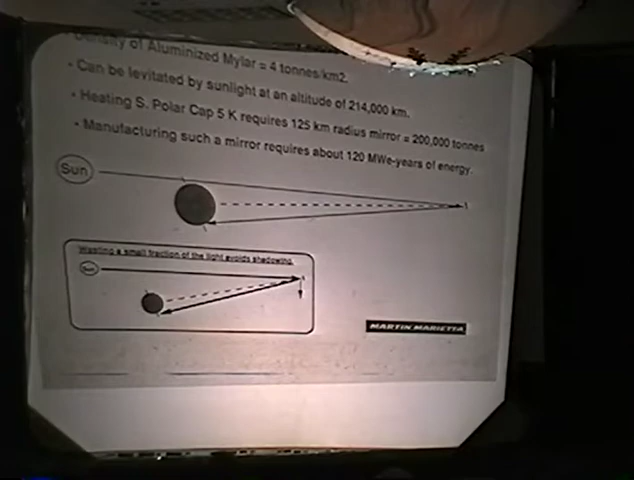 Density of Aluminized Mylar = 4 tonnes/km2.
• Can be levitated by sunlight at an altitude of 214,000 km.
• Heating S. Polar Cap 5 K requires 125 km radius mirror = 200,000 tonnes
• Manufacturing such a mirror requires about 120 MWe-years of energy.
Sun
Wasting a small fraction of the light avoids shadowing.
Sun
MARTIN MARIETTA